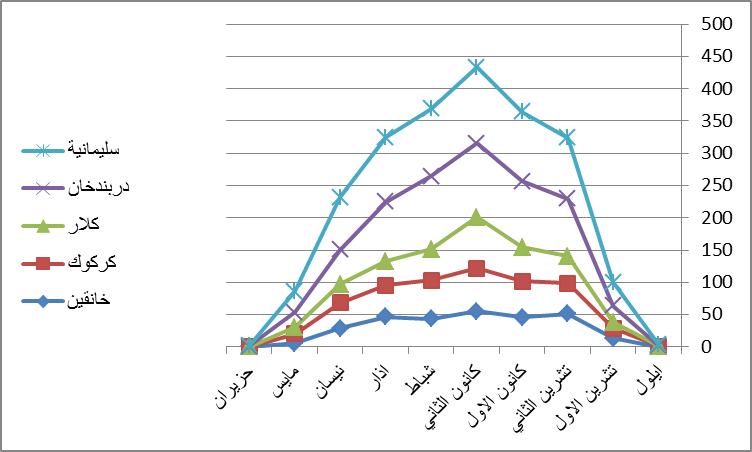 500
450
400
350
300
250
200
150
100
50
0
ايلول
تشرين الاول
تشرين الثاني
كانون الاول
كانون الثاني
شباط
اذار
نيسان
مايس
حزيران
سليمانية
دربندخان
كلار
كركوك
خانقين